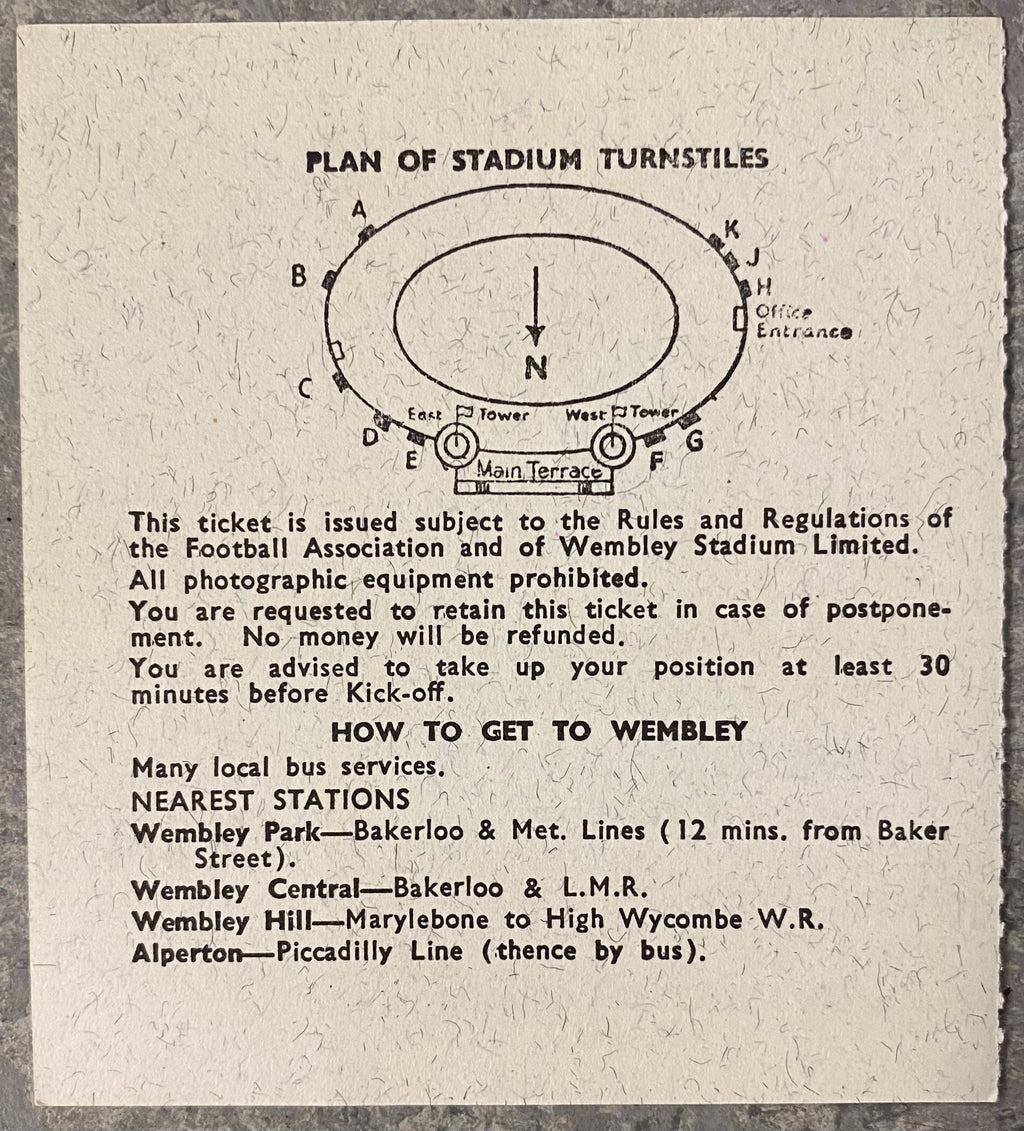 PLAN OF STADIUM TURNSTILES
A
K
J
B
H
Office
Entrance
N
C
East Tower
West Tower
D
G
E
F
Main Terrace
This ticket is issued subject to the Rules and Regulations of
the Football Association and of Wembley Stadium Limited.
All photographic equipment prohibited.
You are requested to retain this ticket in case of postpone-
ment. No money will be refunded.
You are advised to take up your position at least 30
minutes before Kick-off.
HOW TO GET TO WEMBLEY
Many local bus services.
NEAREST STATIONS
Wembley Park—Bakerloo & Met. Lines (12 mins. from Baker
Street).
Wembley Central—Bakerloo & L.M.R.
Wembley Hill—Marylebone to High Wycombe W.R.
Alperton—Piccadilly Line (thence by bus).